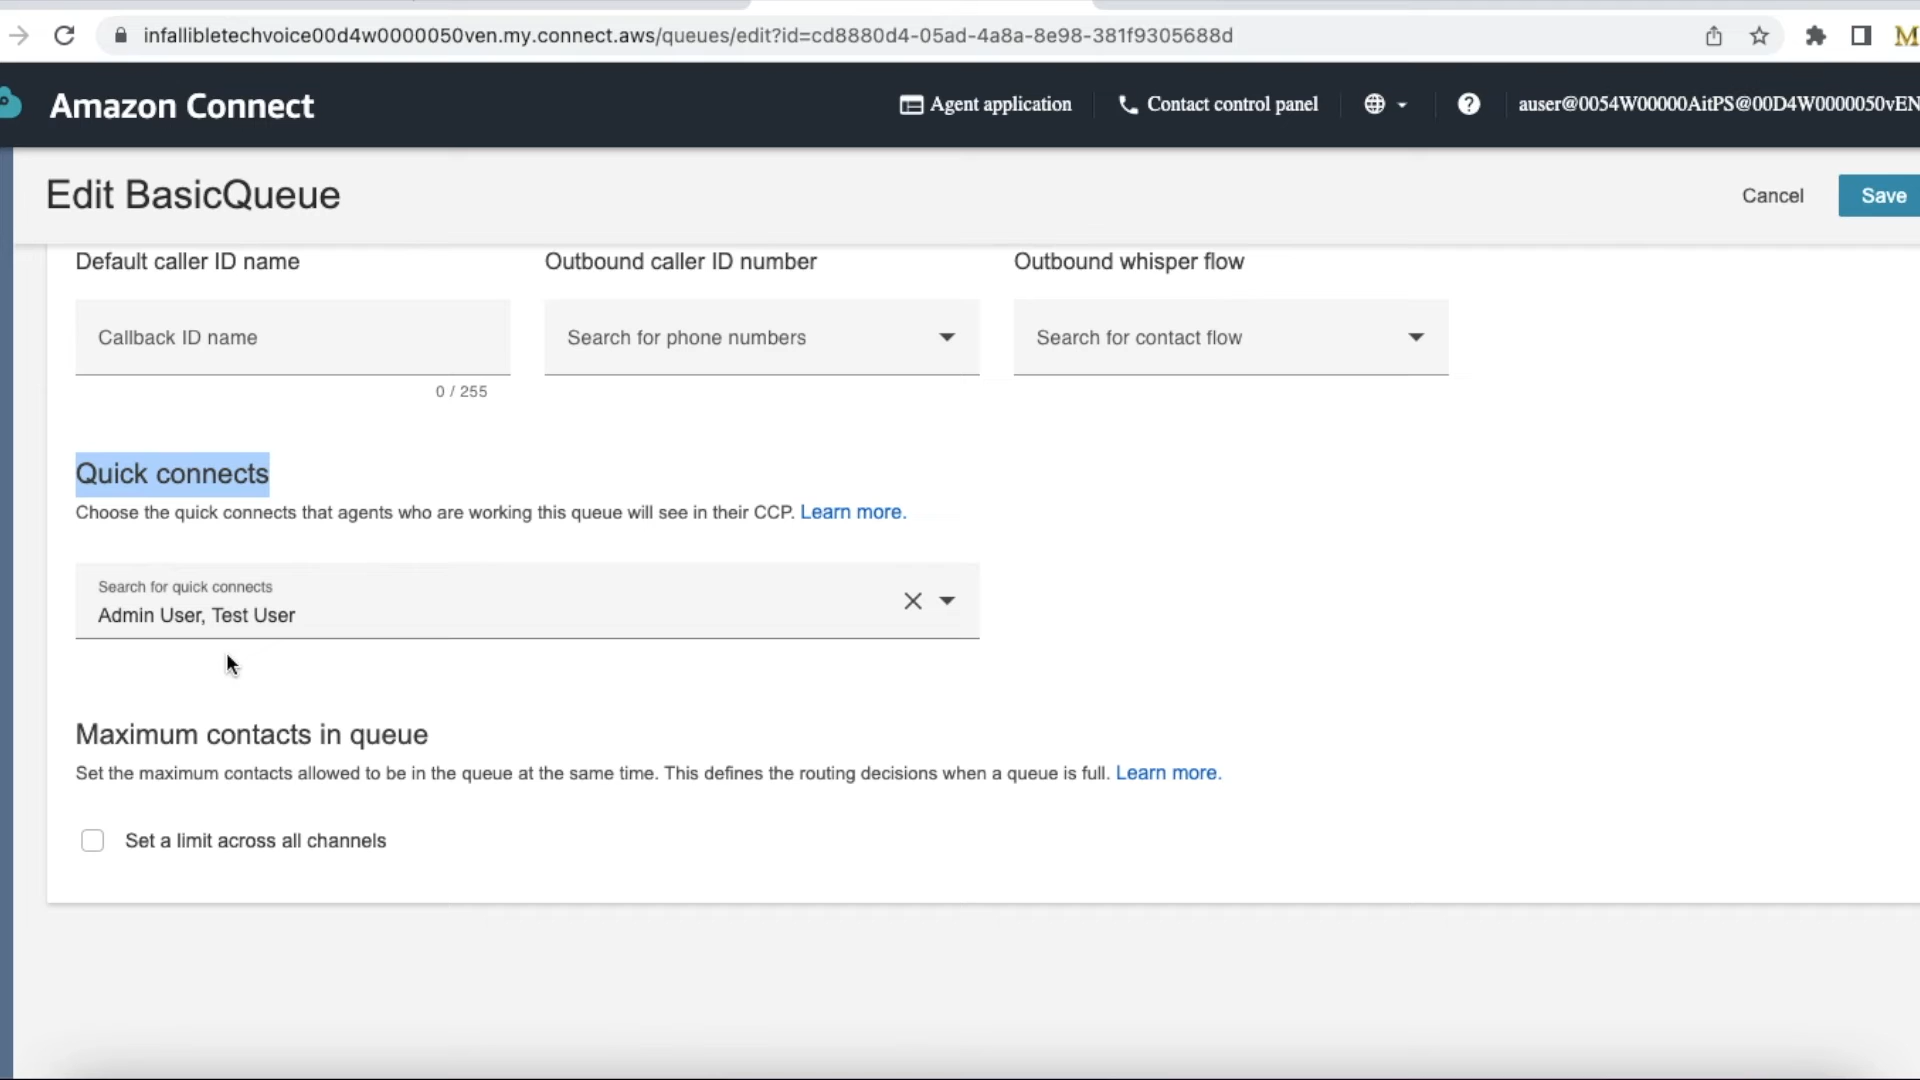 infallibletechvoice00d4w0000050ven.my.connect.aws/queues/edit?id=cd8880d4-05ad-4a8a-8e98-381f9305688d
M
Amazon Connect
Agent application
Contact control panel
auser@0054W00000AitPS@00D4W0000050vEN
Edit BasicQueue
Cancel
Save
Default caller ID name
Outbound caller ID number
Outbound whisper flow
Callback ID name
Search for phone numbers
Search for contact flow
0 / 255
Quick connects
Choose the quick connects that agents who are working this queue will see in their CCP. Learn more.
Search for quick connects
Admin User, Test User
Maximum contacts in queue
Set the maximum contacts allowed to be in the queue at the same time. This defines the routing decisions when a queue is full. Learn more.
Set a limit across all channels